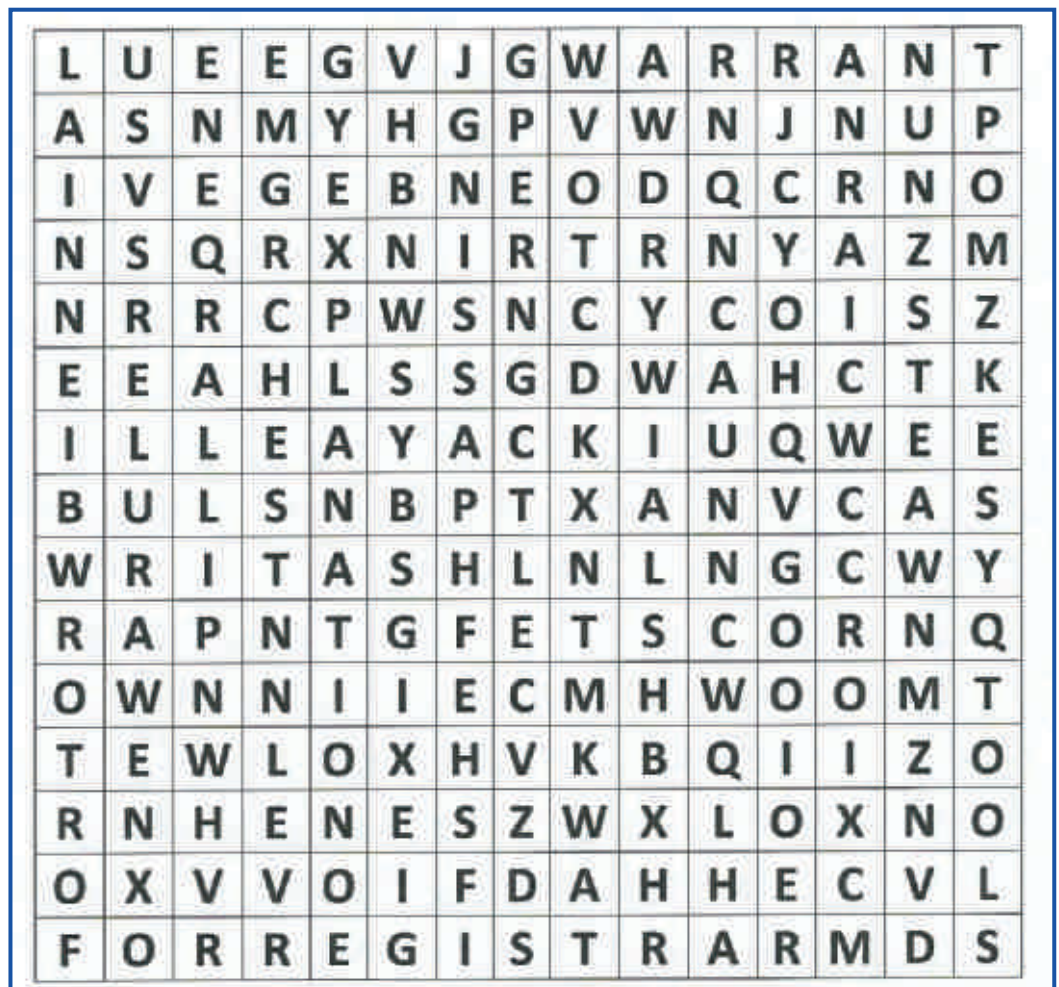 L U E E G V J G W A R R A N T
A S N M Y H G P V W N J N U P
I V E G E B N E O D Q C R N O
N S Q R X N I R T R N Y A Z M
N R R C P W S N C Y C O I S Z
E E A H L S S G D W A H C T K
I L L E A Y A C K I U Q W E E
B U L S N B P T X A N V C A S
W R I T A S H L N L N G C W Y
R A P N T G F E T S C O R N Q
O W N N I I E C M H W O O M T
T E W L O X H V K B Q I I Z O
R N H E N E S Z W X L O X N O
O X V V O I F D A H H E C V L
F O R R E G I S T R A R M D S